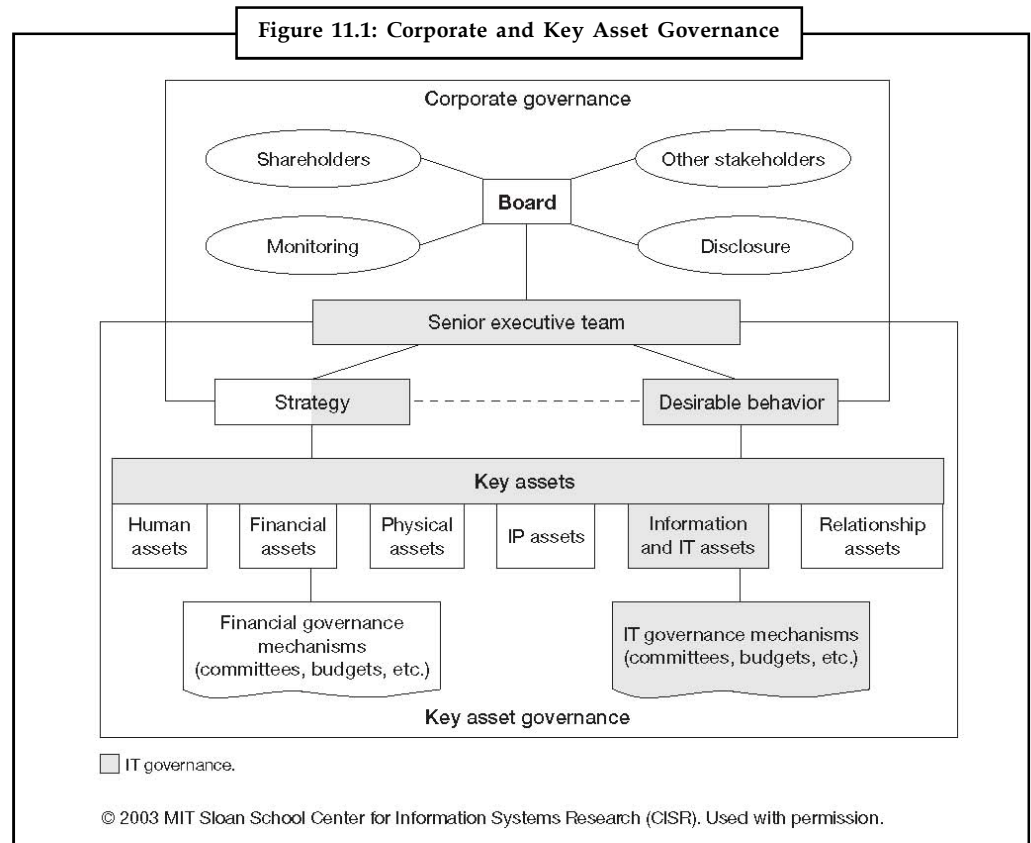 Figure 11.1: Corporate and Key Asset Governance
Corporate governance
Shareholders
Other stakeholders
Board
Monitoring
Disclosure
Senior executive team
Strategy
Desirable behavior
Key assets
Human
assets
Financial
assets
Physical
assets
IP assets
Information
and IT assets
Relationship
assets
Financial governance
mechanisms
(committees, budgets, etc.)
IT governance mechanisms
(committees, budgets, etc.)
Key asset governance
IT governance.
© 2003 MIT Sloan School Center for Information Systems Research (CISR). Used with permission.